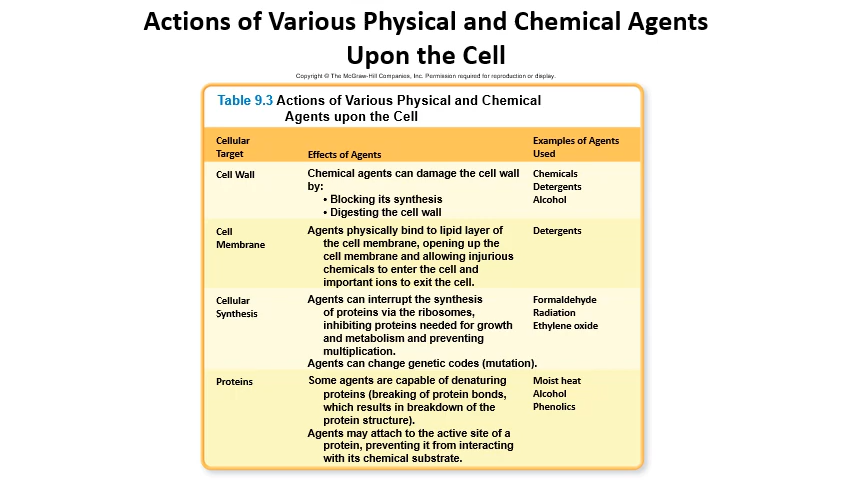 Actions of Various Physical and Chemical Agents
Upon the Cell
Copyright © The McGraw-Hill Companies, Inc. Permission required for reproduction or display.
Table 9.3 Actions of Various Physical and Chemical
Agents upon the Cell
Cellular
Target
Effects of Agents
Examples of Agents
Used
Cell Wall
Chemical agents can damage the cell wall
by:
• Blocking its synthesis
• Digesting the cell wall
Chemicals
Detergents
Alcohol
Cell
Membrane
Agents physically bind to lipid layer of
the cell membrane, opening up the
cell membrane and allowing injurious
chemicals to enter the cell and
important ions to exit the cell.
Detergents
Cellular
Synthesis
Agents can interrupt the synthesis
of proteins via the ribosomes,
inhibiting proteins needed for growth
and metabolism and preventing
multiplication.
Agents can change genetic codes (mutation).
Formaldehyde
Radiation
Ethylene oxide
Proteins
Some agents are capable of denaturing
proteins (breaking of protein bonds,
which results in breakdown of the
protein structure).
Agents may attach to the active site of a
protein, preventing it from interacting
with its chemical substrate.
Moist heat
Alcohol
Phenolics